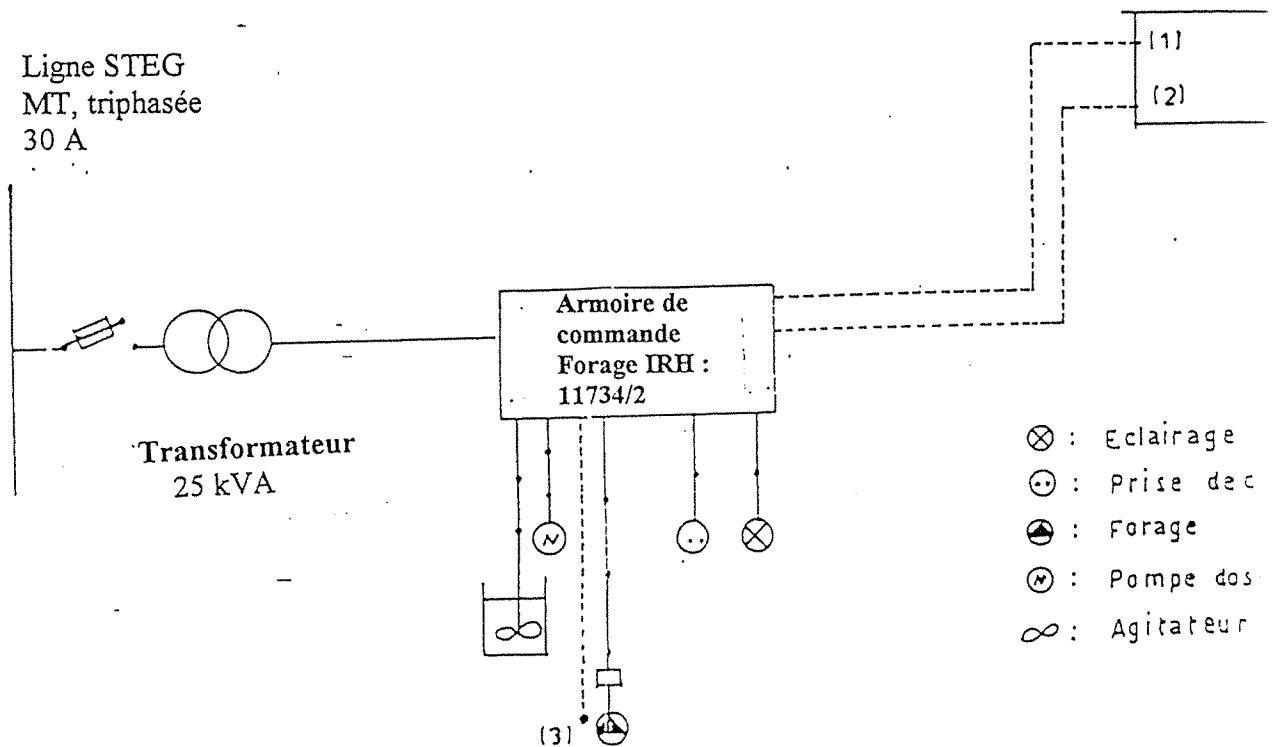 Ligne STEG
MT, triphasée
30 A
(1)
(2)
Armoire de
commande
Forage IRH :
11734/2
Transformateur
25 kVA
(3)
: Eclairage
: Prise de c
: Forage
: Pompe dos
: Agitateur